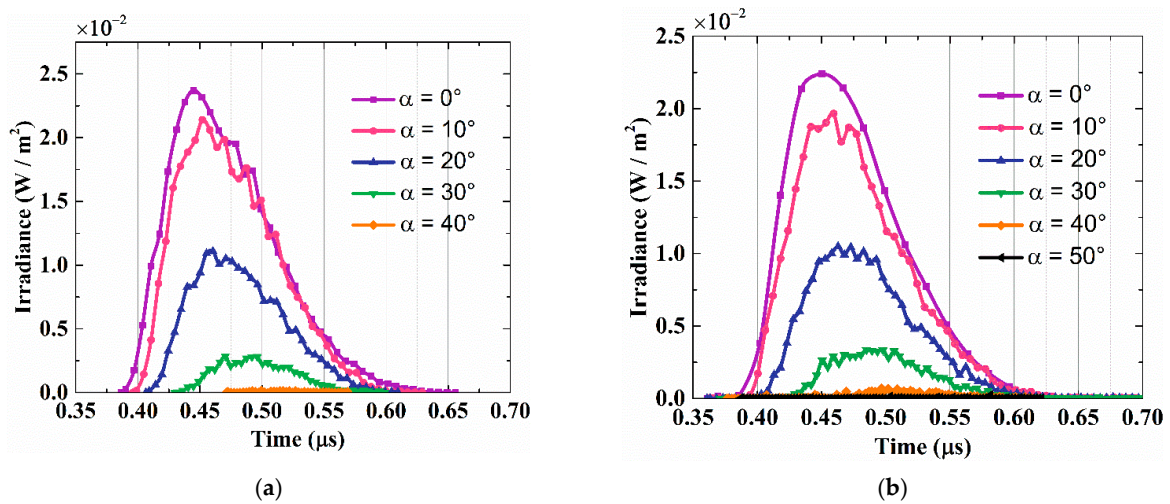 ×10⁻²
2.5
2.0
1.5
1.0
0.5
0.0
Irradiance (W / m²)
α = 0°
α = 10°
α = 20°
α = 30°
α = 40°
0.35 0.40 0.45 0.50 0.55 0.60 0.65 0.70
Time (μs)
(a)
×10⁻²
2.5
2.0
1.5
1.0
0.5
0.0
Irradiance (W / m²)
α = 0°
α = 10°
α = 20°
α = 30°
α = 40°
α = 50°
0.35 0.40 0.45 0.50 0.55 0.60 0.65 0.70
Time (μs)
(b)